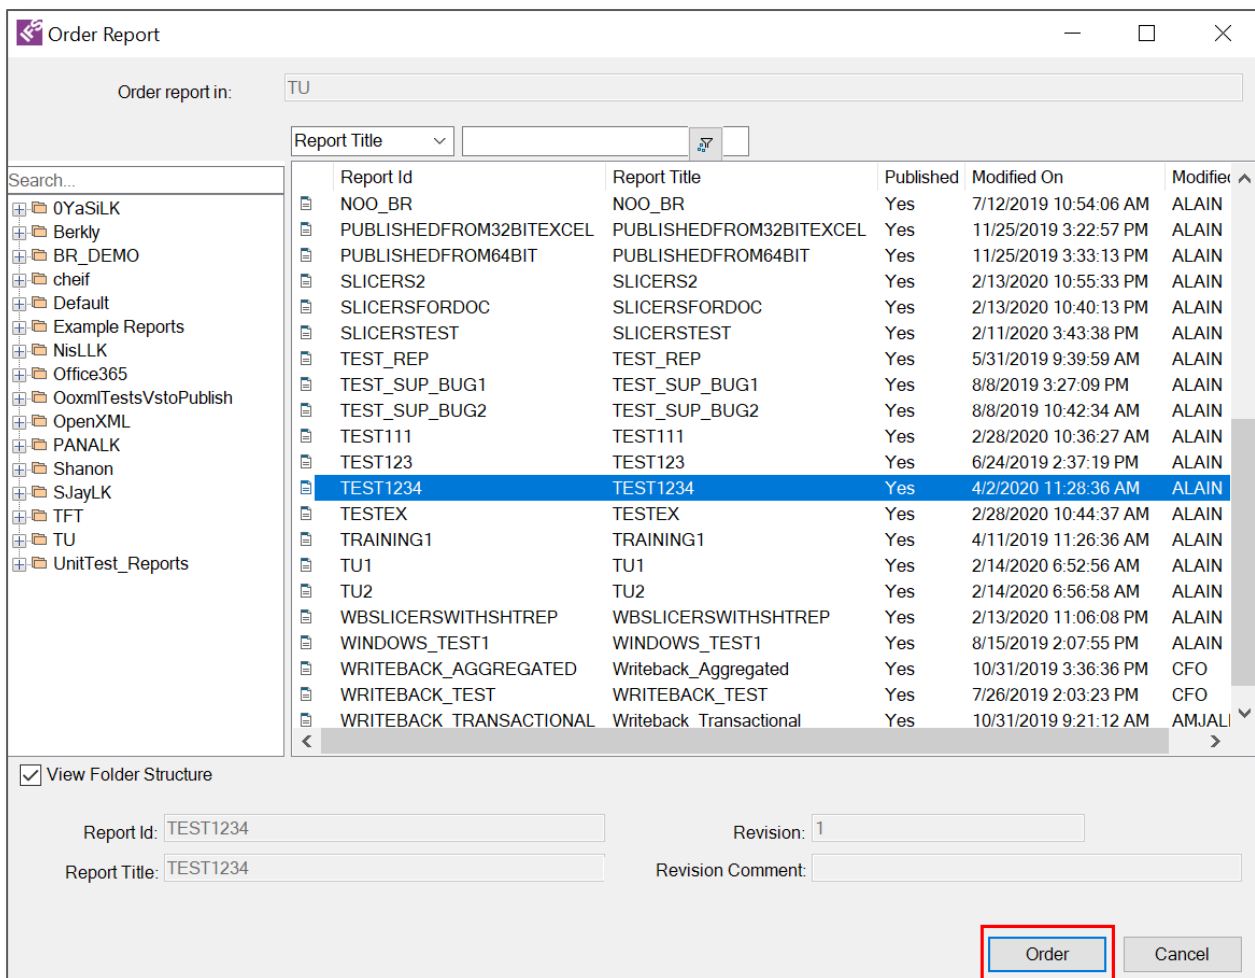 IFS Order Report
Order report in: TU
Report Title
Search...
0YaSiLK
Berkly
BR_DEMO
cheif
Default
Example Reports
NisLLK
Office365
OoxmlTestsVstoPublish
OpenXML
PANALK
Shanon
SJayLK
TFT
TU
UnitTest_Reports
Report Id Report Title Published Modified On Modified
NOO_BR NOO_BR Yes 7/12/2019 10:54:06 AM ALAIN
PUBLISHEDFROM32BITEXCEL PUBLISHEDFROM32BITEXCEL Yes 11/25/2019 3:22:57 PM ALAIN
PUBLISHEDFROM64BIT PUBLISHEDFROM64BIT Yes 11/25/2019 3:33:13 PM ALAIN
SLICERS2 SLICERS2 Yes 2/13/2020 10:55:33 PM ALAIN
SLICERSFORDOC SLICERSFORDOC Yes 2/13/2020 10:40:13 PM ALAIN
SLICERSTEST SLICERSTEST Yes 2/11/2020 3:43:38 PM ALAIN
TEST_REP TEST_REP Yes 5/31/2019 9:39:59 AM ALAIN
TEST_SUP_BUG1 TEST_SUP_BUG1 Yes 8/8/2019 3:27:09 PM ALAIN
TEST_SUP_BUG2 TEST_SUP_BUG2 Yes 8/8/2019 10:42:34 AM ALAIN
TEST111 TEST111 Yes 2/28/2020 10:36:27 AM ALAIN
TEST123 TEST123 Yes 6/24/2019 2:37:19 PM ALAIN
TEST1234 TEST1234 Yes 4/2/2020 11:28:36 AM ALAIN
TESTEX TESTEX Yes 2/28/2020 10:44:37 AM ALAIN
TRAINING1 TRAINING1 Yes 4/11/2019 11:26:36 AM ALAIN
TU1 TU1 Yes 2/14/2020 6:52:56 AM ALAIN
TU2 TU2 Yes 2/14/2020 6:56:58 AM ALAIN
WBSLICERSWITHSHTREP WBSLICERSWITHSHTREP Yes 2/13/2020 11:06:08 PM ALAIN
WINDOWS_TEST1 WINDOWS_TEST1 Yes 8/15/2019 2:07:55 PM ALAIN
WRITEBACK_AGGREGATED Writeback_Aggregated Yes 10/31/2019 3:36:36 PM CFO
WRITEBACK_TEST WRITEBACK_TEST Yes 7/26/2019 2:03:23 PM CFO
WRITEBACK_TRANSACTIONAL Writeback_Transactional Yes 10/31/2019 9:21:12 AM AMJALI
View Folder Structure
Report Id: TEST1234 Revision: 1
Report Title: TEST1234 Revision Comment:
Order Cancel